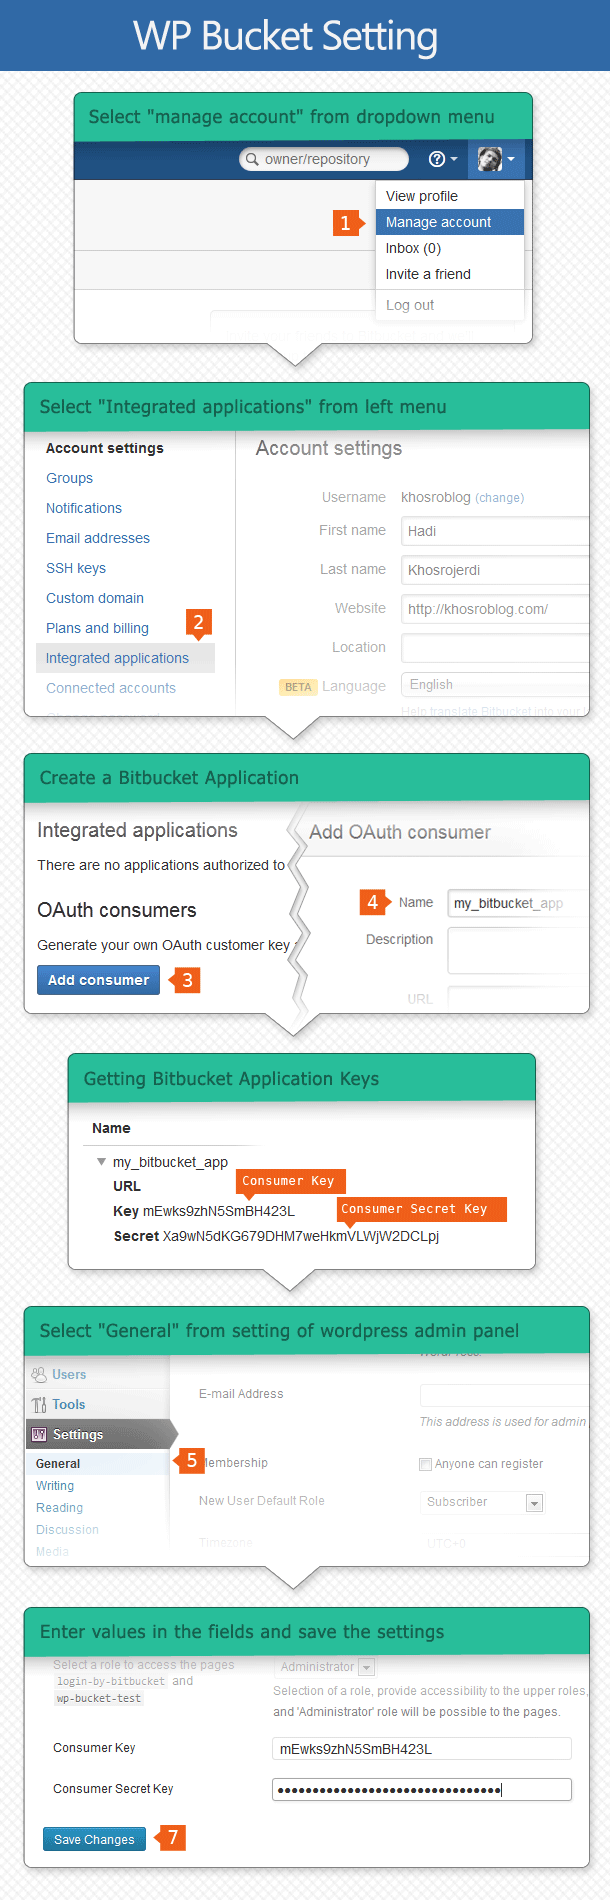 WP Bucket Setting
Select "manage account" from dropdown menu
owner/repository
View profile
1
Manage account
Inbox (0)
Invite a friend
Log out
Select "Integrated applications" from left menu
Account settings
Groups
Notifications
Email addresses
SSH keys
Custom domain
Plans and billing
2
Integrated applications
Connected accounts
Account settings
Username khosroblog (change)
First name Hadi
Last name Khosrojerdi
Website http://khosroblog.com/
Location
BETA Language English
Help translate Bitbucket into your
Create a Bitbucket Application
Integrated applications
There are no applications authorized to
OAuth consumers
Generate your own OAuth customer key
Add consumer 3
Add OAuth consumer
4 Name my_bitbucket_app
Description
URL
Getting Bitbucket Application Keys
Name
my_bitbucket_app
URL
Consumer Key
Key mEwks9zhN5SmBH423L
Consumer Secret Key
Secret Xa9wN5dKG679DHM7weHkmVLWjW2DCLpj
Select "General" from setting of wordpress admin panel
Users
Tools
Settings
General
Writing
Reading
Discussion
Media
5
E-mail Address
This address is used for admin
Membership Anyone can register
New User Default Role Subscriber
Timezone UTC+0
Enter values in the fields and save the settings
Select a role to access the pages
login-by-bitbucket and
wp-bucket-test
Administrator
Selection of a role, provide accessibility to the upper roles,
and 'Administrator' role will be possible to the pages.
Consumer Key mEwks9zhN5SmBH423L
Consumer Secret Key
Save Changes 7